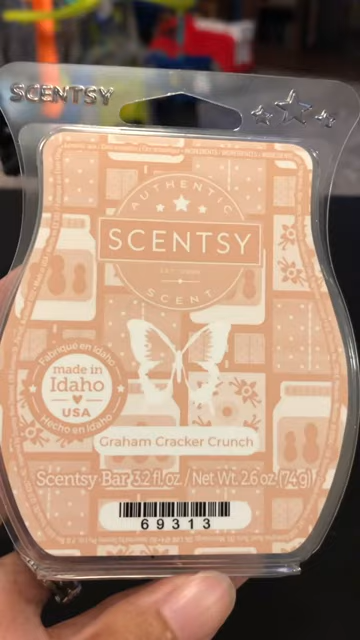 SCENTSY
AUTHENTIC
SCENTSY
SCENT
Fabriqué en Idaho
made in
Idaho
USA
Hecho en Idaho
Graham Cracker Crunch
Scentsy Bar 3.2 fl. oz. / Net Wt. 2.6 oz. (74 g)
69313